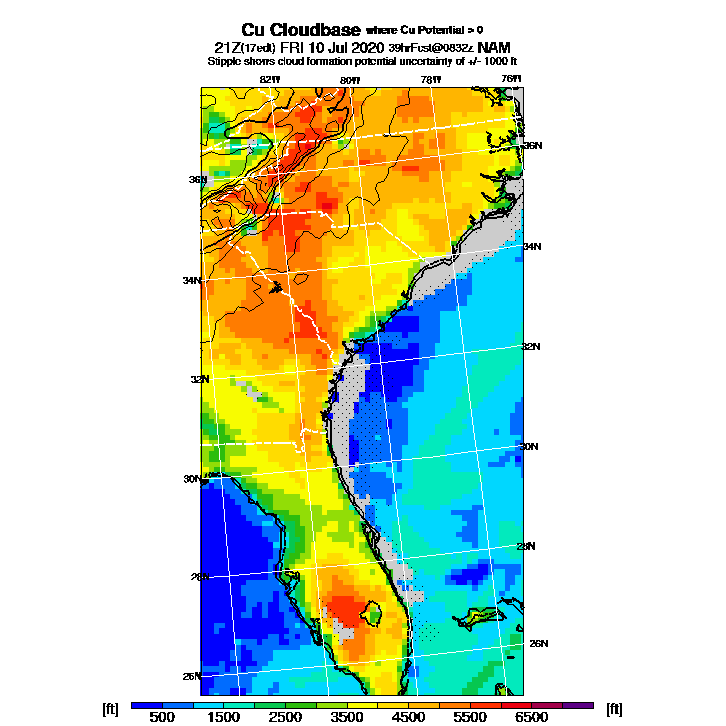 Cu Cloudbase where Cu Potential > 0
21Z(17edt) FRI 10 Jul 2020 39hrFcst@0832z NAM
Stipple shows cloud formation potential uncertainty of +/- 1000 ft
82W 80W 78W 76W
36N
36N
34N
34N
32N
32N
30N
30N
28N
28N
26N
26N
[ft] 500 1500 2500 3500 4500 5500 6500 [ft]